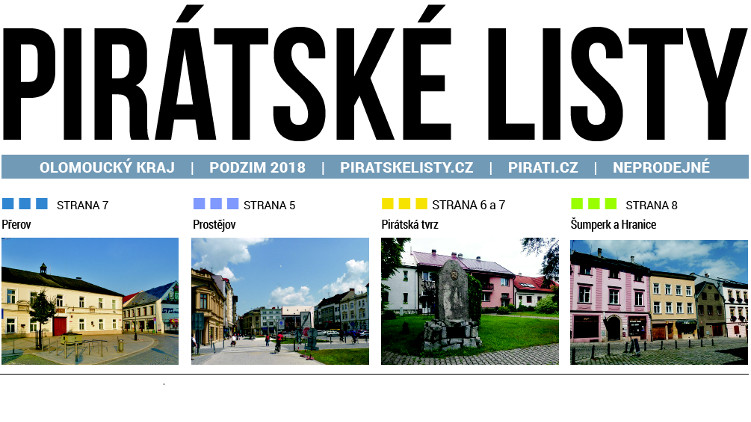 PIRÁTSKÉ LISTY
OLOMOUCKÝ KRAJ | PODZIM 2018 | PIRATSKELISTY.CZ | PIRATI.CZ | NEPRODEJNÉ
STRANA 7
Přerov
STRANA 5
Prostějov
STRANA 6 a 7
Pirátská tvrz
STRANA 8
Šumperk a Hranice